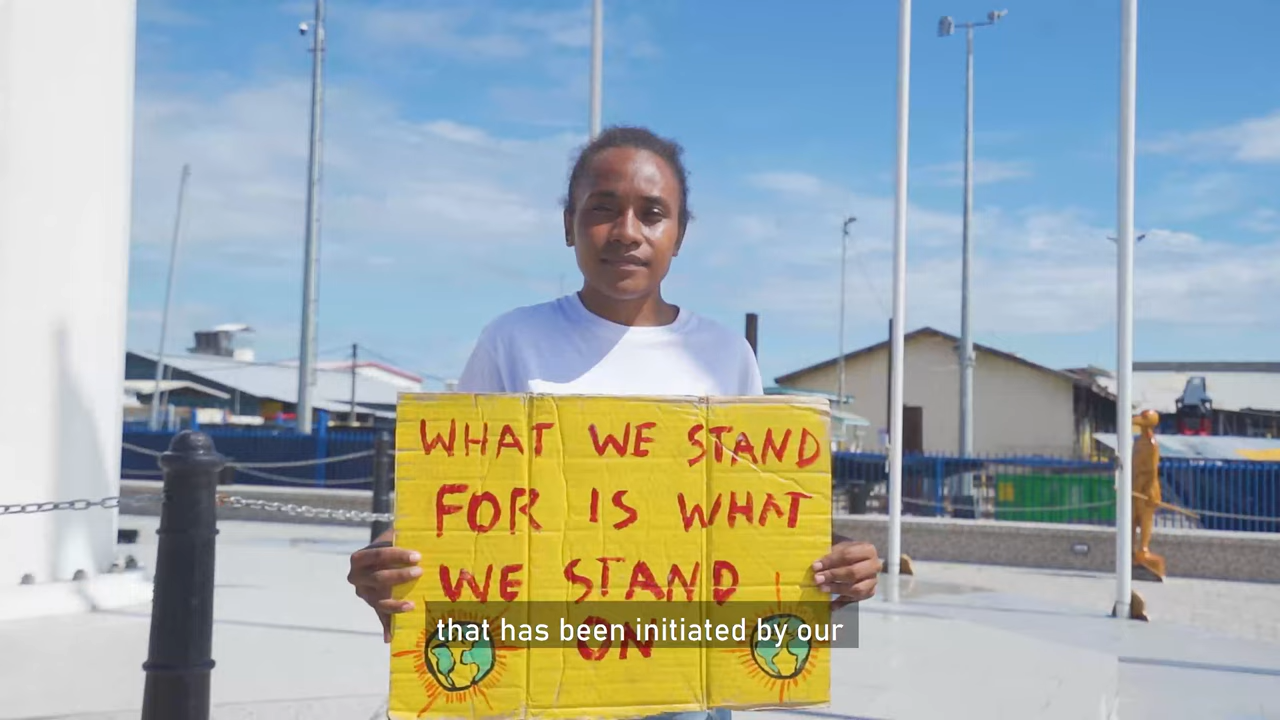 WHAT WE STAND
FOR IS WHAT
WE STAND
ON
that has been initiated by our